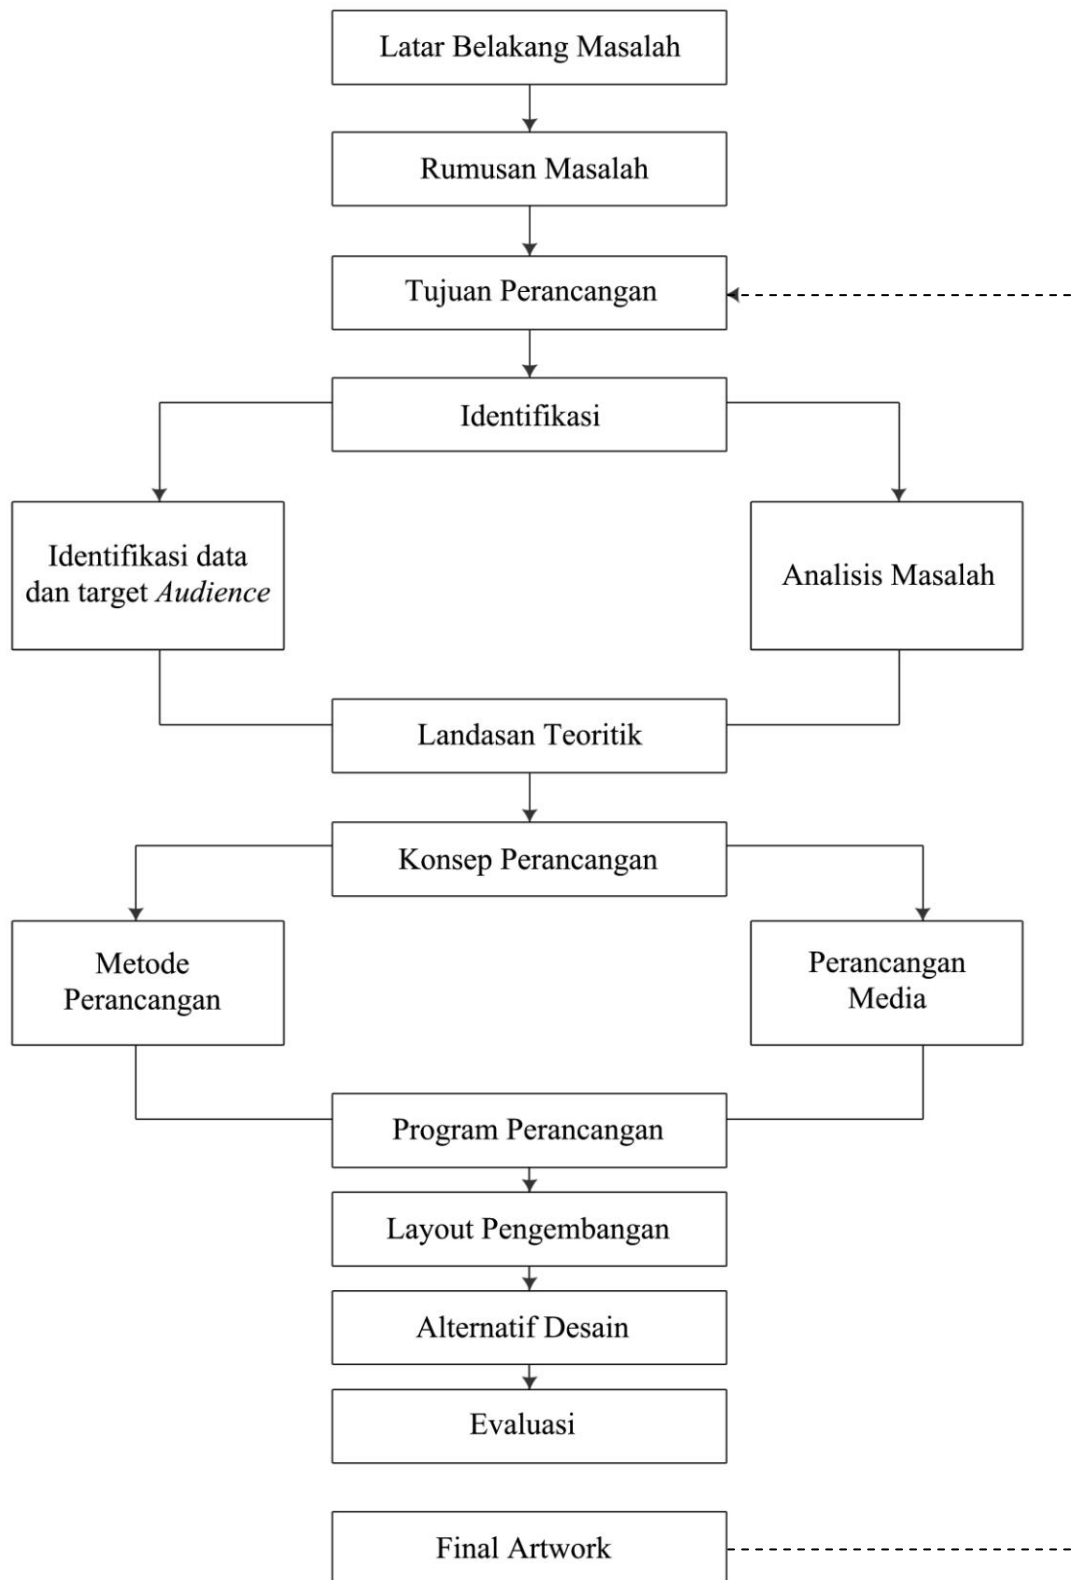 Latar Belakang Masalah
Rumusan Masalah
Tujuan Perancangan
Identifikasi
Identifikasi data
dan target Audience
Analisis Masalah
Landasan Teoritik
Konsep Perancangan
Metode
Perancangan
Perancangan
Media
Program Perancangan
Layout Pengembangan
Alternatif Desain
Evaluasi
Final Artwork